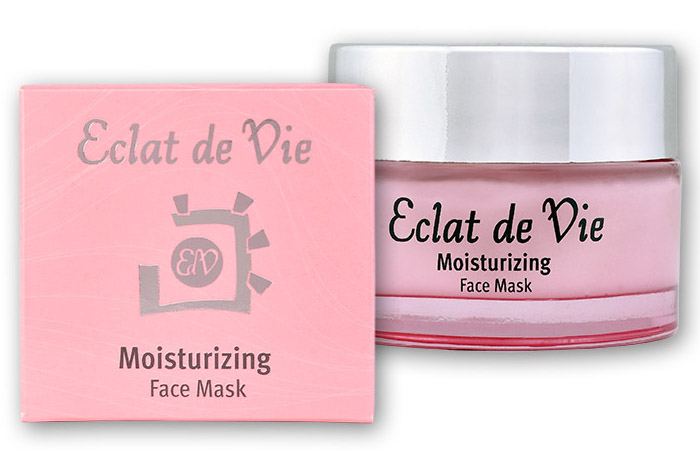 Eclat de Vie
EdV
Moisturizing
Face Mask
Eclat de Vie
Moisturizing
Face Mask